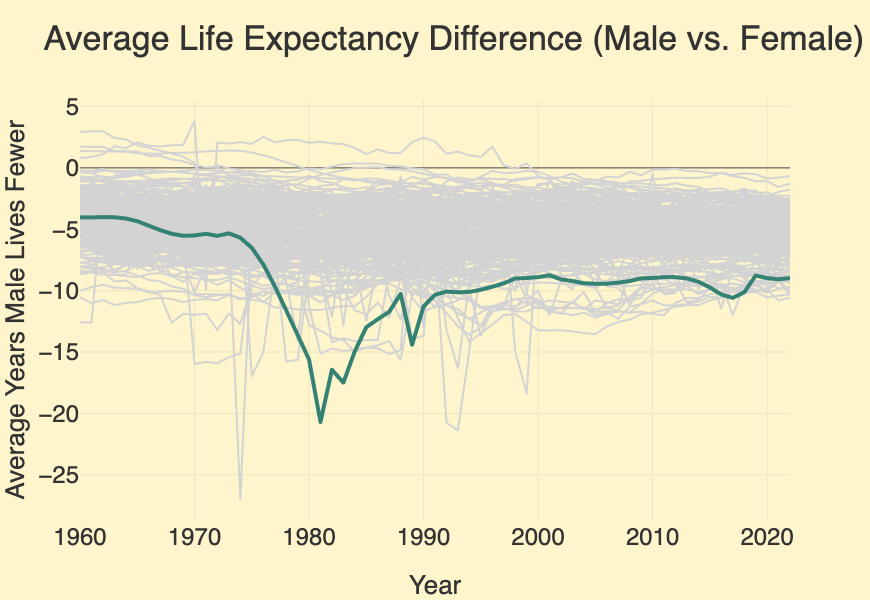 Average Life Expectancy Difference (Male vs. Female)
Average Years Male Lives Fewer
5
0
−5
−10
−15
−20
−25
1960 1970 1980 1990 2000 2010 2020
Year